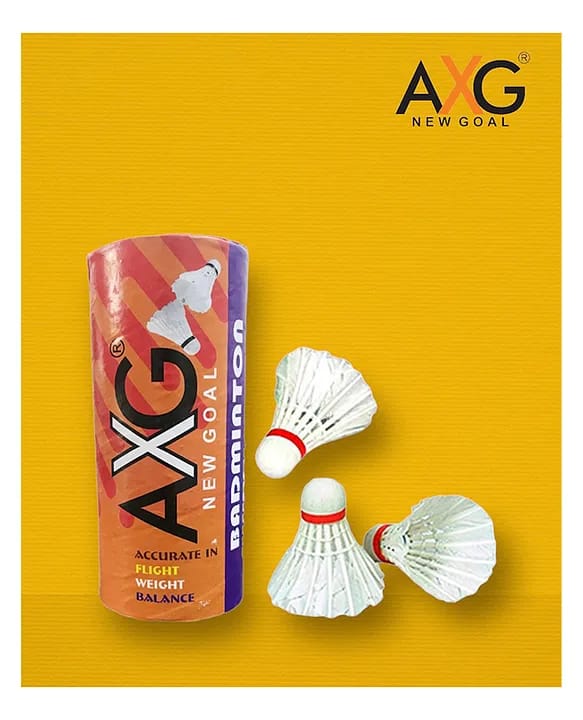 AXG®
NEW GOAL
AXG®
NEW GOAL
BADMINTON
ACCURATE IN
FLIGHT
WEIGHT
BALANCE